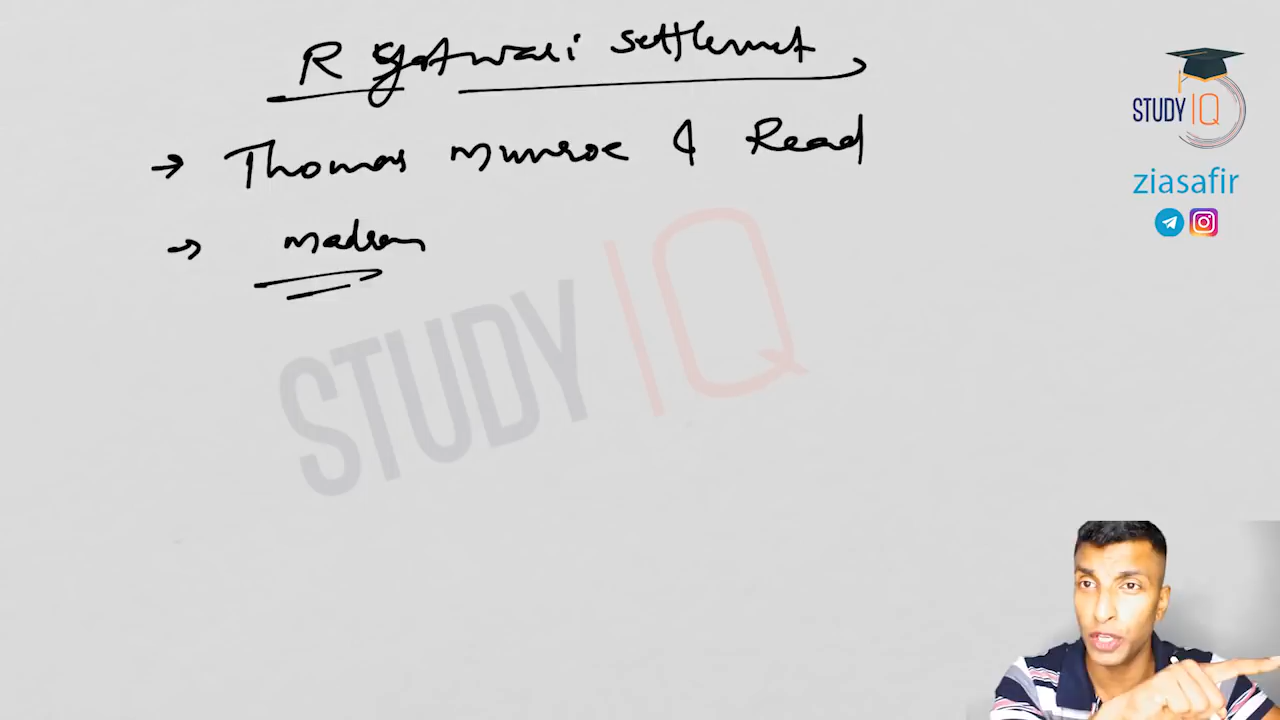 R yotwari settlement
→ Thomas Munroe & Read
→ madras
STUDY IQ
STUDY IQ
ziasafir